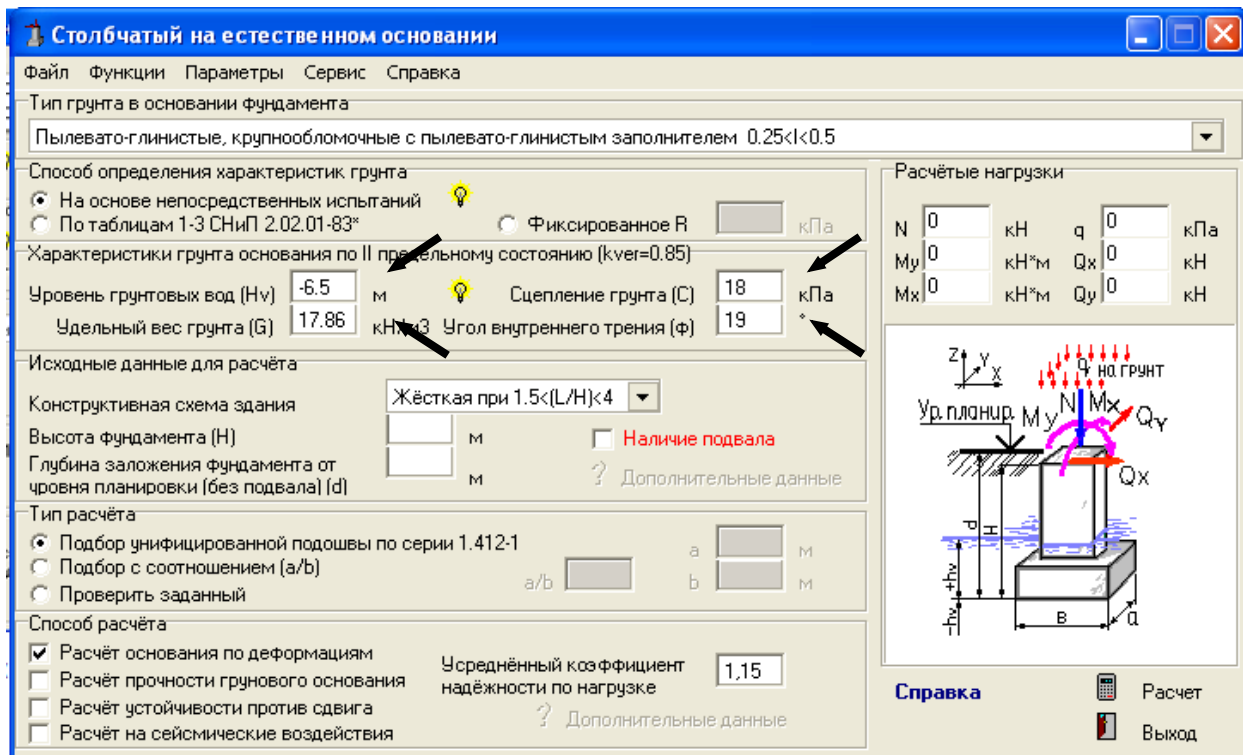 Столбчатый на естественном основании
Файл Функции Параметры Сервис Справка
Тип грунта в основании фундамента
Пылевато-глинистые, крупнообломочные с пылевато-глинистым заполнителем 0.25<I<0.5
Способ определения характеристик грунта
На основе непосредственных испытаний
По таблицам 1-3 СНиП 2.02.01-83* Фиксированное R кПа
Характеристики грунта основания по II предельному состоянию (kver=0.85)
Уровень грунтовых вод (Hv) -6.5 м Сцепление грунта (C) 18 кПа
Удельный вес грунта (G) 17.86 кН/м3 Угол внутреннего трения (ф) 19 °
Исходные данные для расчёта
Конструктивная схема здания Жёсткая при 1.5<(L/H)<4
Высота фундамента (H) м Наличие подвала
Глубина заложения фундамента от
уровня планировки (без подвала) (d) м ? Дополнительные данные
Тип расчёта
Подбор унифицированной подошвы по серии 1.412-1 a м
Подбор с соотношением (a/b) a/b b м
Проверить заданный
Способ расчёта
Расчёт основания по деформациям
Расчёт прочности грунового основания
Расчёт устойчивости против сдвига
Расчёт на сейсмические воздействия
Усреднённый коэффициент
надёжности по нагрузке 1,15
? Дополнительные данные
Расчётные нагрузки
N 0 кН q 0 кПа
My 0 кН*м Qx 0 кН
Mx 0 кН*м Qy 0 кН
Z Y X
q на грунт
Ур. планир. My N Mx Qy
Qx
d H
+hv
-hv
B a
Справка Расчет
Выход